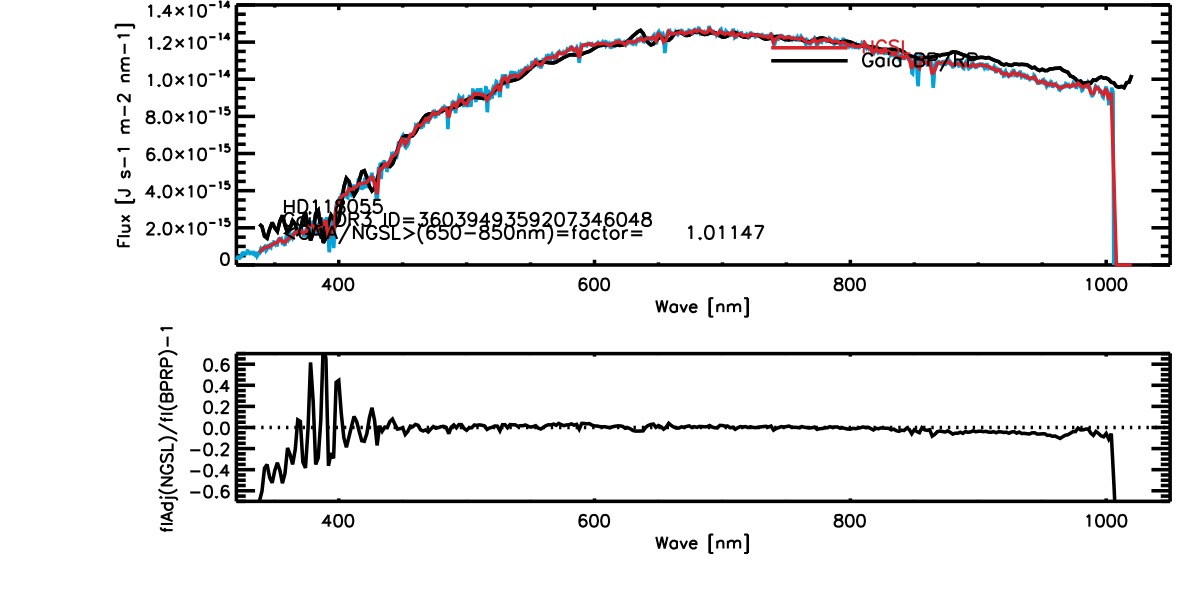 1.4×10⁻¹⁴
1.2×10⁻¹⁴
1.0×10⁻¹⁴
8.0×10⁻¹⁵
6.0×10⁻¹⁵
4.0×10⁻¹⁵
2.0×10⁻¹⁵
0
Flux [J s−1 m−2 nm−1]
NGSL
Gaia BP/RP
HD118055
Gaia DR3 ID=3603949359207346048
<GAIA/NGSL>(650−850nm)=factor= 1.01147
400 600 800 1000
Wave [nm]
flAdj(NGSL)/fl(BPRP)−1
0.6
0.4
0.2
0.0
−0.2
−0.4
−0.6
400 600 800 1000
Wave [nm]